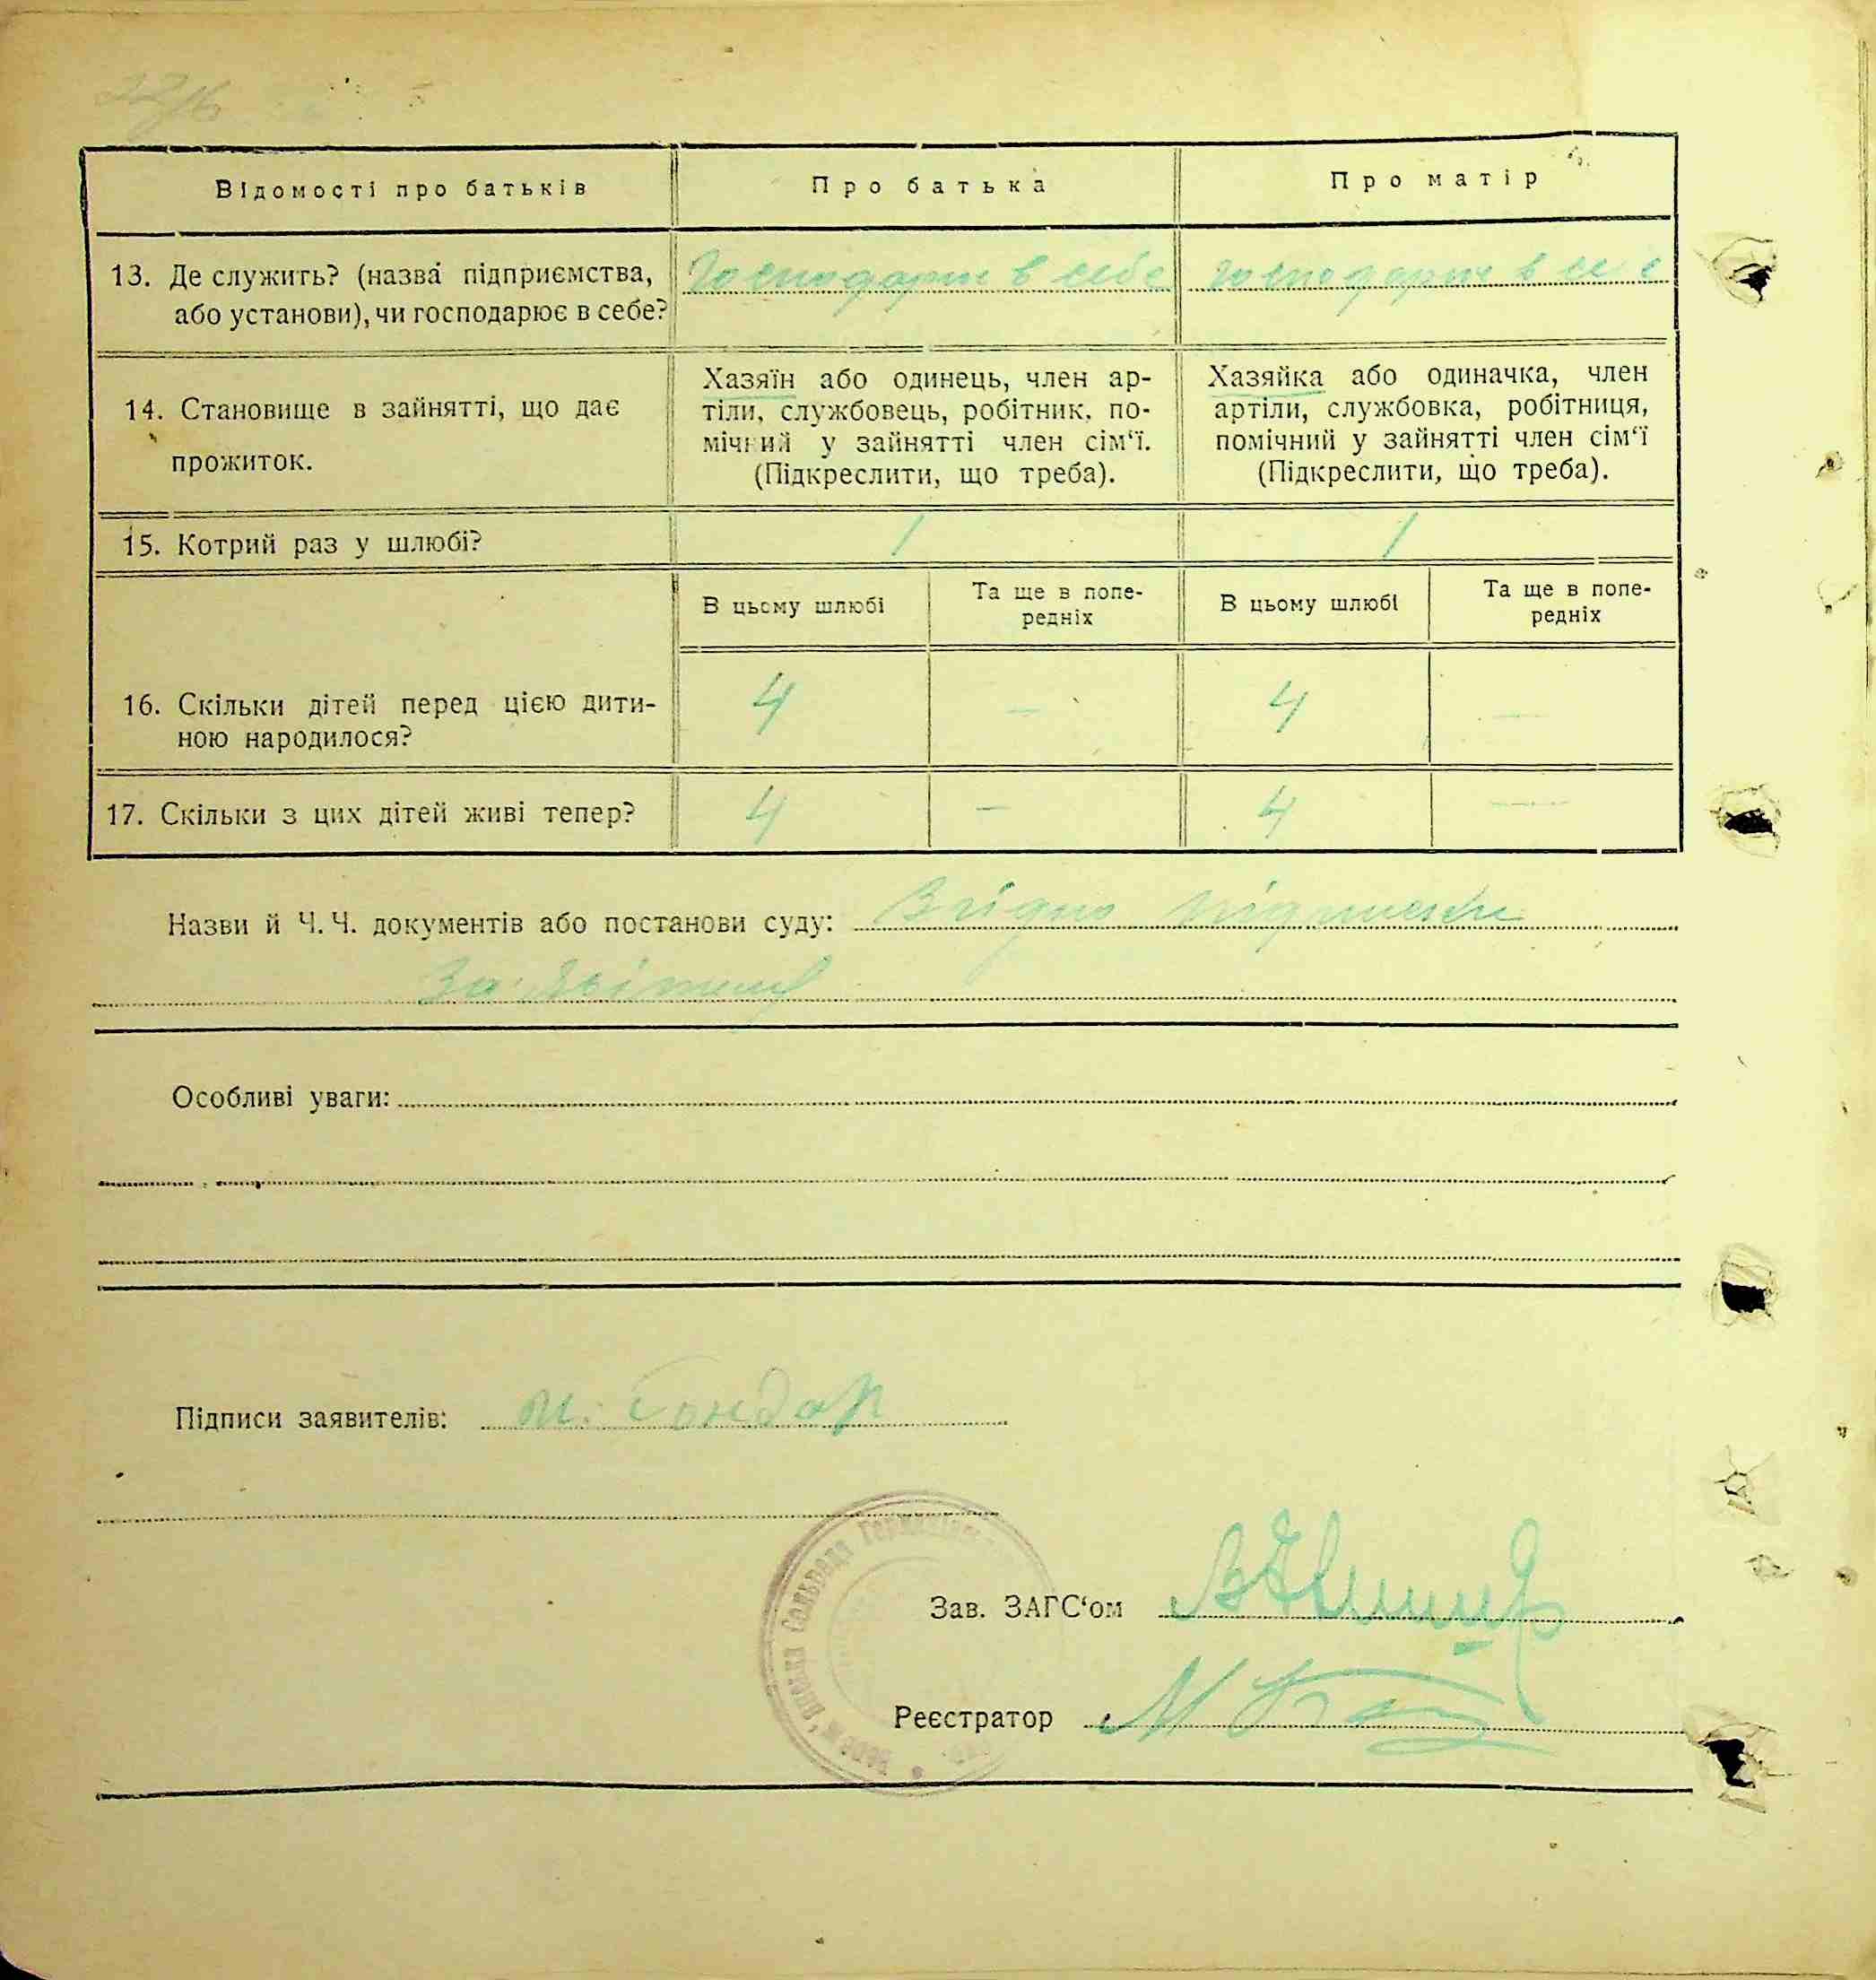 Відомості про батьків
Про батька
Про матір
13. Де служить? (назва підприємства,
або установи), чи господарює в себе?
Господарит в себе
господарит в себе
14. Становище в зайнятті, що дає
прожиток.
Хазяїн або одинець, член ар-
тіли, службовець, робітник, по-
мічний у зайнятті член сім‘ї.
(Підкреслити, що треба).
Хазяйка або одиначка, член
артіли, службовка, робітниця,
помічний у зайнятті член сім‘ї
(Підкреслити, що треба).
15. Котрий раз у шлюбі?
1
1
В цьому шлюбі
Та ще в попе-
редніх
В цьому шлюбі
Та ще в попе-
редніх
16. Скільки дітей перед цією дити-
ною народилося?
4
—
4
—
17. Скільки з цих дітей живі тепер?
4
—
4
—
Назви й Ч. Ч. документів або постанови суду: Згідно
Особливі уваги:
Підписи заявителів: Гондар
Сільрада
Зав. ЗАГС‘ом
Реєстратор